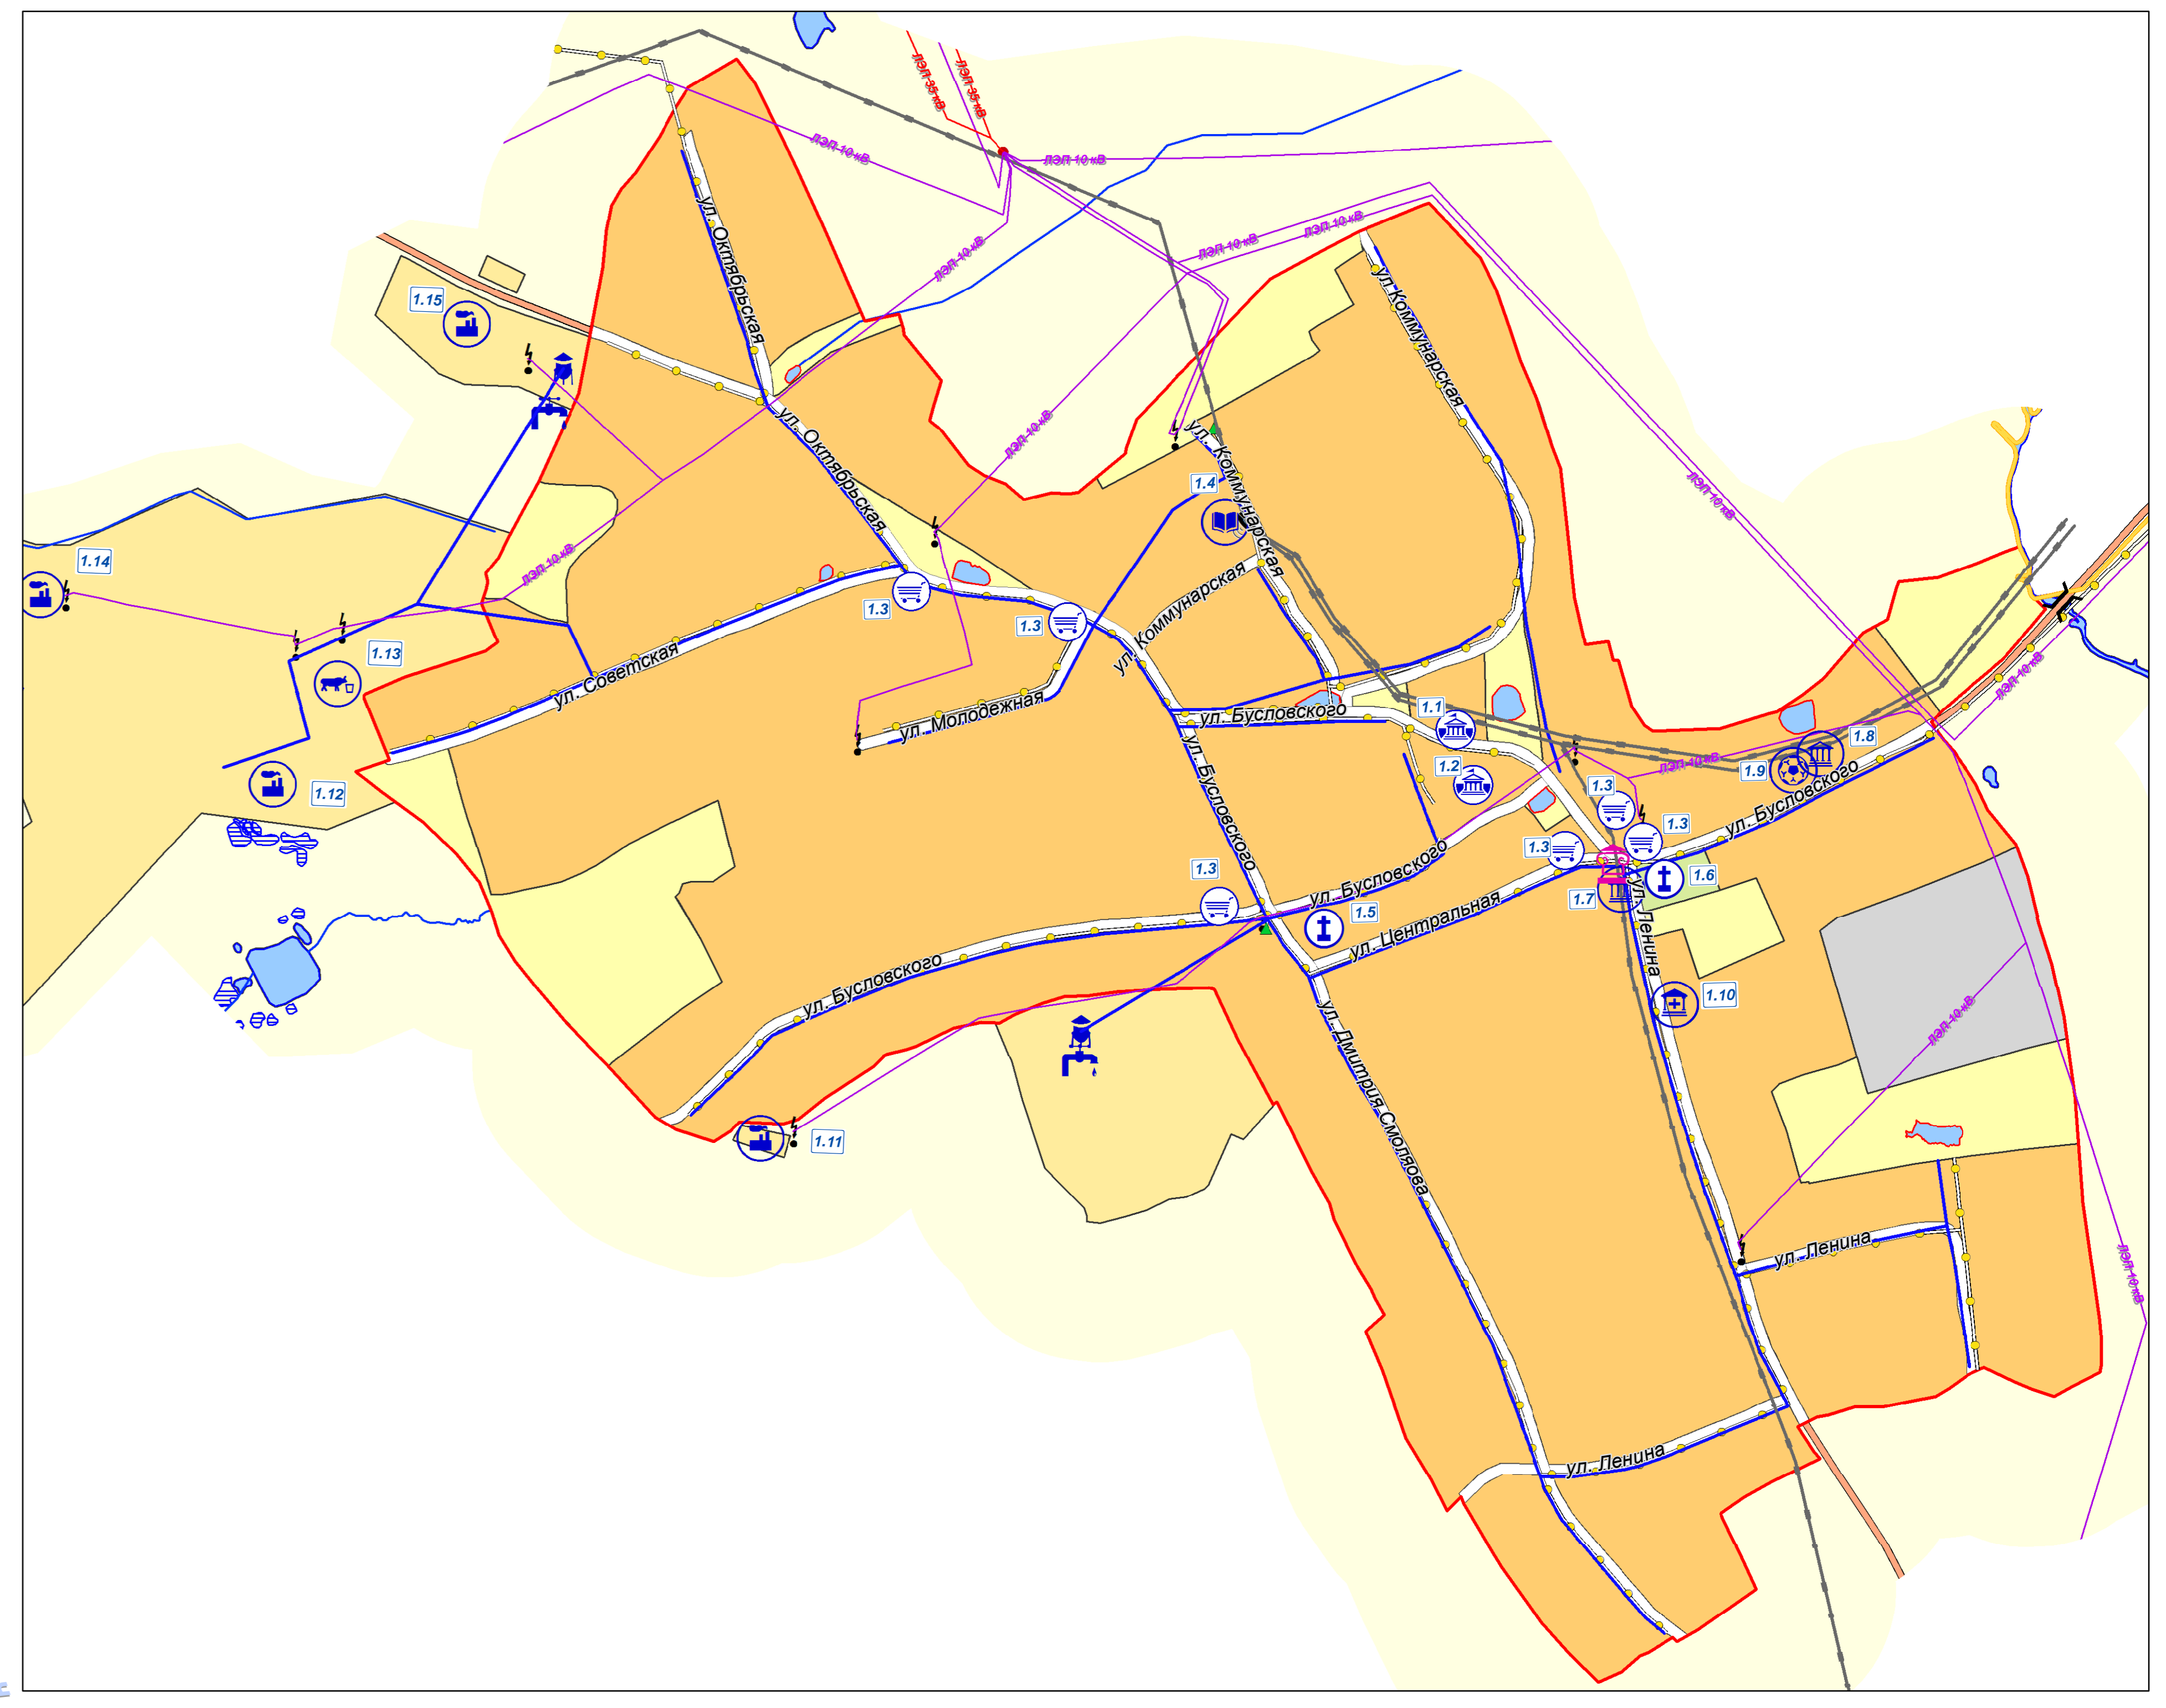 ЛЭП 35 кВ
ЛЭП 35 кВ
ЛЭП 10 кВ
ЛЭП 10 кВ
ЛЭП 10 кВ
ЛЭП 10 кВ
ЛЭП 10 кВ
ул. Октябрьская
1.15
ул. Коммунарская
ул. Октябрьская
ЛЭП 10 кВ
ул. Коммунарская
1.4
ЛЭП 10 кВ
1.14
ЛЭП 10 кВ
ул. Коммунарская
1.3
1.3
1.13
ул. Советская
ЛЭП 10 кВ
ул. Молодежная
ул. Бусловского
1.1
1.8
1.2
ЛЭП 10 кВ
1.9
1.12
1.3
ул. Бусловского
ул. Бусловского
1.3
1.3
1.3
ул. Бусловского
1.6
1.7
1.5
ул. Центральная
ул. Ленина
ул. Бусловского
1.10
ЛЭП 10 кВ
ул. Дмитрия Смолякова
1.11
ул. Ленина
ЛЭП 10 кВ
ул. Ленина